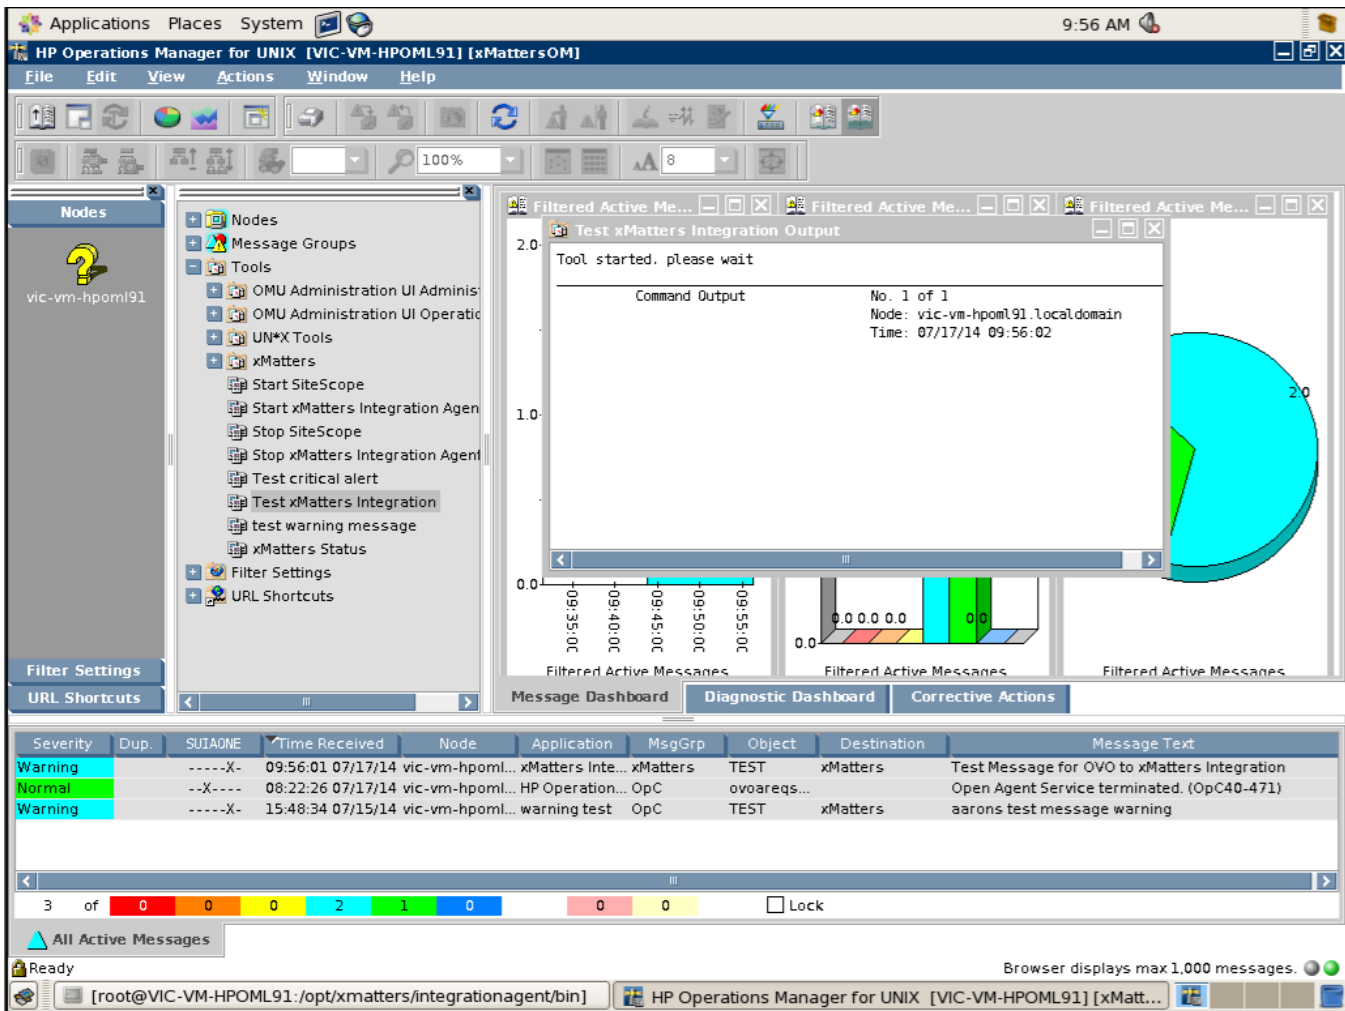 Applications Places System 9:56 AM
HP Operations Manager for UNIX [VIC-VM-HPOML91] [xMattersOM]
File Edit View Actions Window Help
100% 8
Nodes
vic-vm-hpoml91
Filter Settings
URL Shortcuts
Nodes
Message Groups
Tools
OMU Administration UI Adminis
OMU Administration UI Operatic
UN*X Tools
xMatters
Start SiteScope
Start xMatters Integration Agen
Stop SiteScope
Stop xMatters Integration Agent
Test critical alert
Test xMatters Integration
test warning message
xMatters Status
Filter Settings
URL Shortcuts
Filtered Active Me... Filtered Active Me... Filtered Active Me...
Test xMatters Integration Output
Tool started. please wait
Command Output No. 1 of 1
Node: vic-vm-hpoml91.localdomain
Time: 07/17/14 09:56:02
2.0
1.0
0.0
09:35:00
09:40:00
09:45:00
09:50:00
09:55:00
0.0 0.0 0.0 0.0
0.0
2.0
Filtered Active Messages Filtered Active Messages Filtered Active Messages
Message Dashboard Diagnostic Dashboard Corrective Actions
Severity Dup. SUIAONE Time Received Node Application MsgGrp Object Destination Message Text
Warning -----X- 09:56:01 07/17/14 vic-vm-hpoml... xMatters Inte... xMatters TEST xMatters Test Message for OVO to xMatters Integration
Normal --X---- 08:22:26 07/17/14 vic-vm-hpoml... HP Operation... OpC ovoareqs... Open Agent Service terminated. (OpC40-471)
Warning -----X- 15:48:34 07/15/14 vic-vm-hpoml... warning test OpC TEST xMatters aarons test message warning
3 of 0 0 0 2 1 0 0 0 Lock
All Active Messages
Ready Browser displays max 1,000 messages.
[root@VIC-VM-HPOML91:/opt/xmatters/integrationagent/bin] HP Operations Manager for UNIX [VIC-VM-HPOML91] [xMatt...